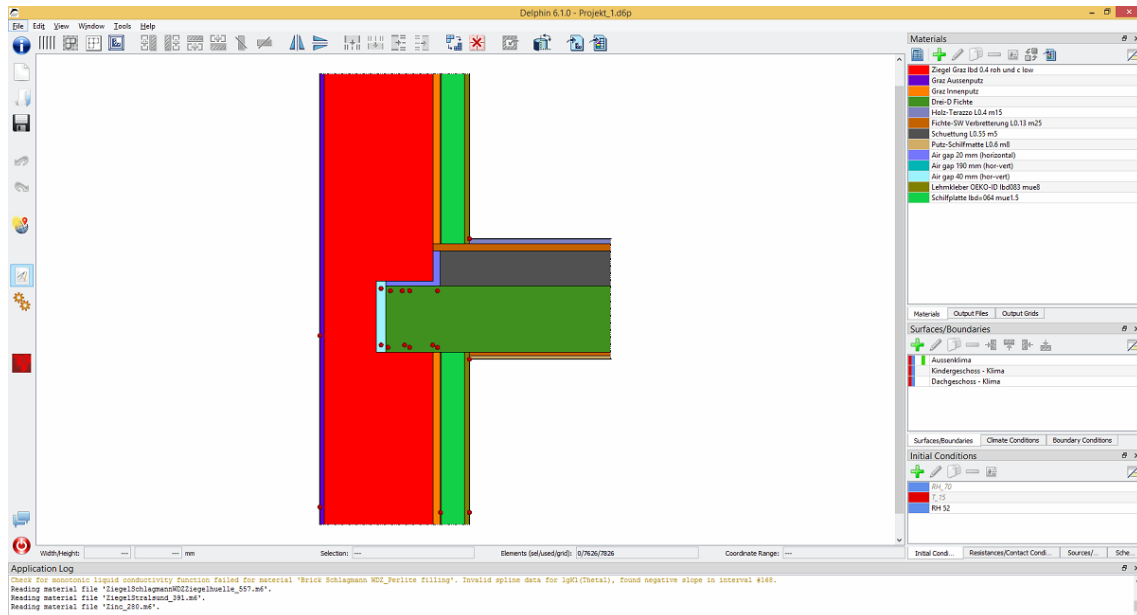 Delphin 6.1.0 - Projekt_1.d6p
File Edit View Window Tools Help
Materials
Ziegel Graz lbd 0.4 roh und c low
Graz Aussenputz
Graz Innenputz
Drei-D Fichte
Holz-Terazzo L0.4 m15
Fichte-SW Verbretterung L0.13 m25
Schuettung L0.55 m5
Putz-Schilfmatte L0.6 m8
Air gap 20 mm (horizontal)
Air gap 190 mm (hor-vert)
Air gap 40 mm (hor-vert)
Lehmkleber OEKO-ID lbd083 mue8
Schilfplatte lbd=064 mue1.5
Materials Output Files Output Grids
Surfaces/Boundaries
Aussenklima
Kindergeschoss - Klima
Dachgeschoss - Klima
Surfaces/Boundaries Climate Conditions Boundary Conditions
Initial Conditions
RH_70
T_15
RH 52
Initial Condi... Resistances/Contact Condi... Sources/... Sche...
Width/Height: --- --- mm Selection: --- Elements (sel/used/grid): 0/7626/7826 Coordinate Range: ---
Application Log
Check for monotonic liquid conductivity function failed for material 'Brick Schlagmann WDZ_Perlite filling'. Invalid spline data for lgKl(Thetal), found negative slope in interval #148.
Reading material file 'ZiegelSchlagmannWDZZiegelhuelle_557.m6'.
Reading material file 'ZiegelStralsund_391.m6'.
Reading material file 'Zinc_280.m6'.